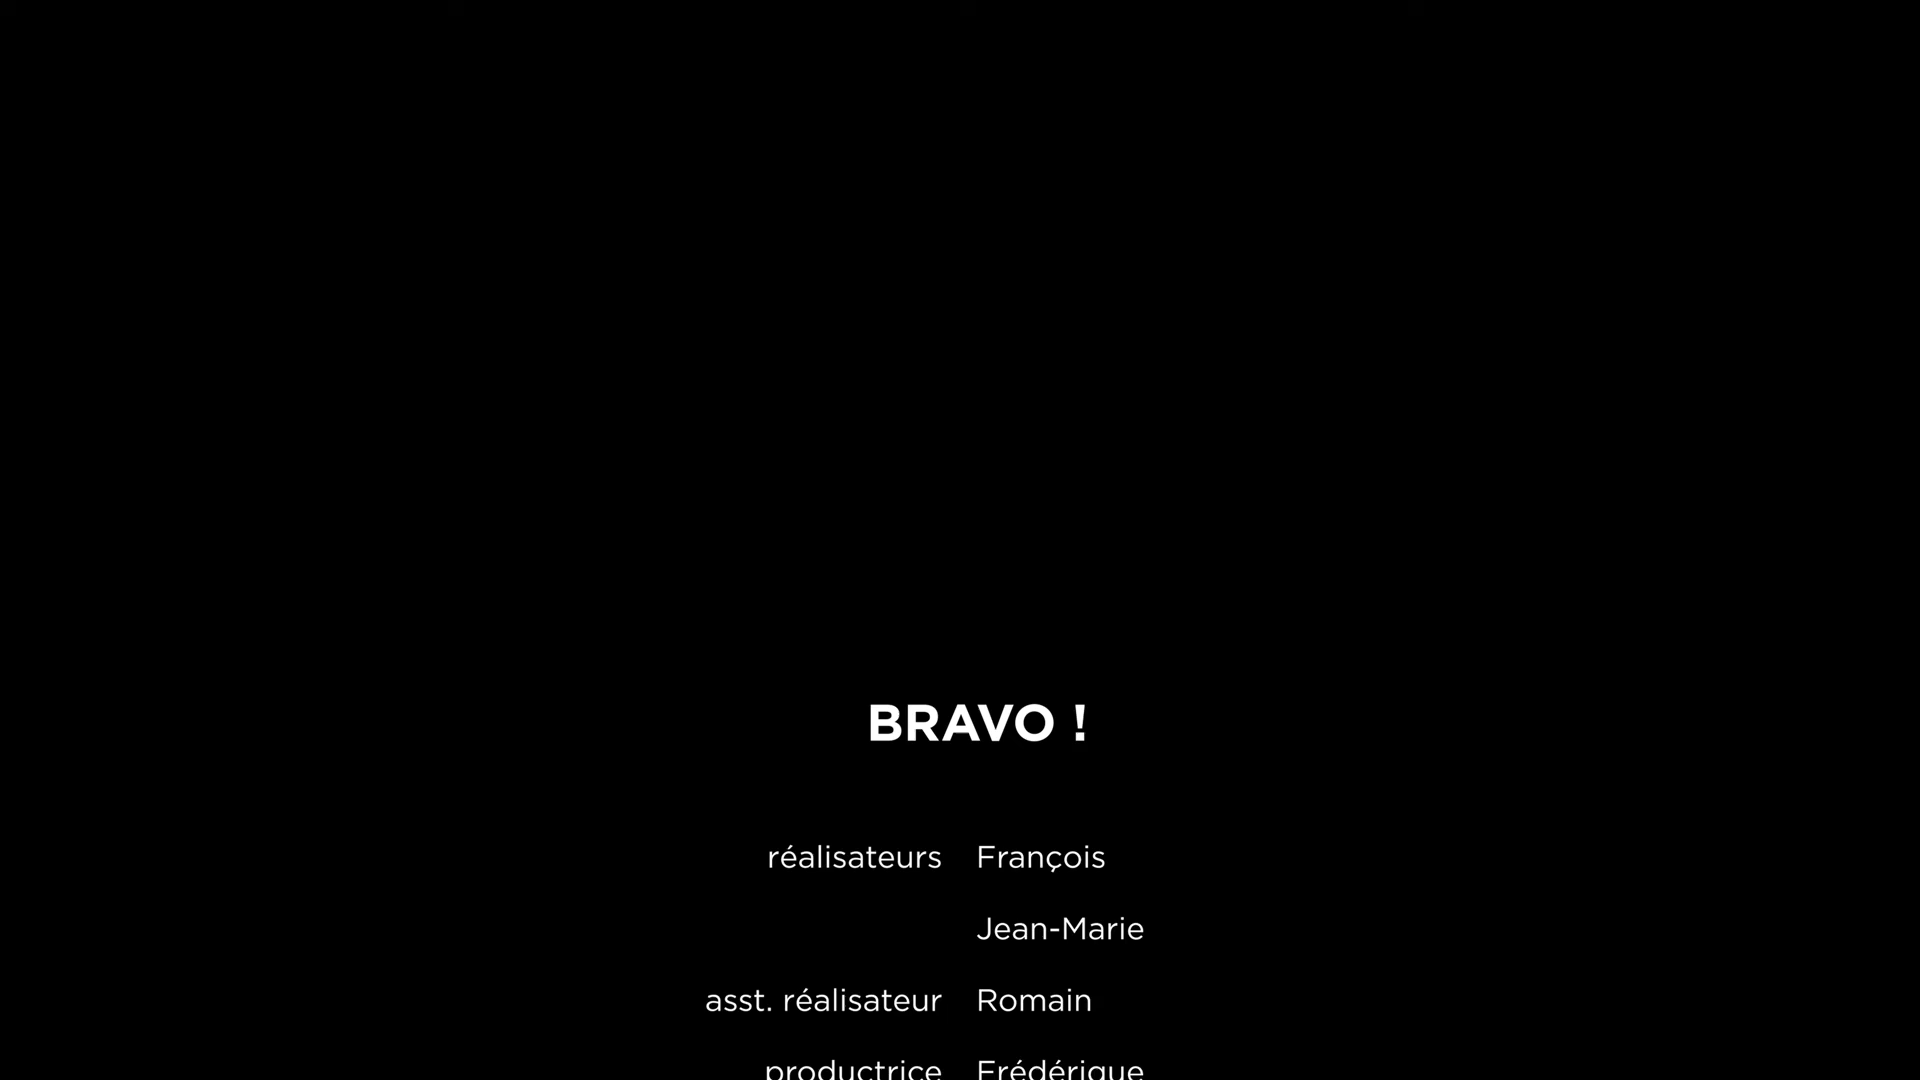 BRAVO !
réalisateurs François
Jean-Marie
asst. réalisateur Romain
productrice Frédérique